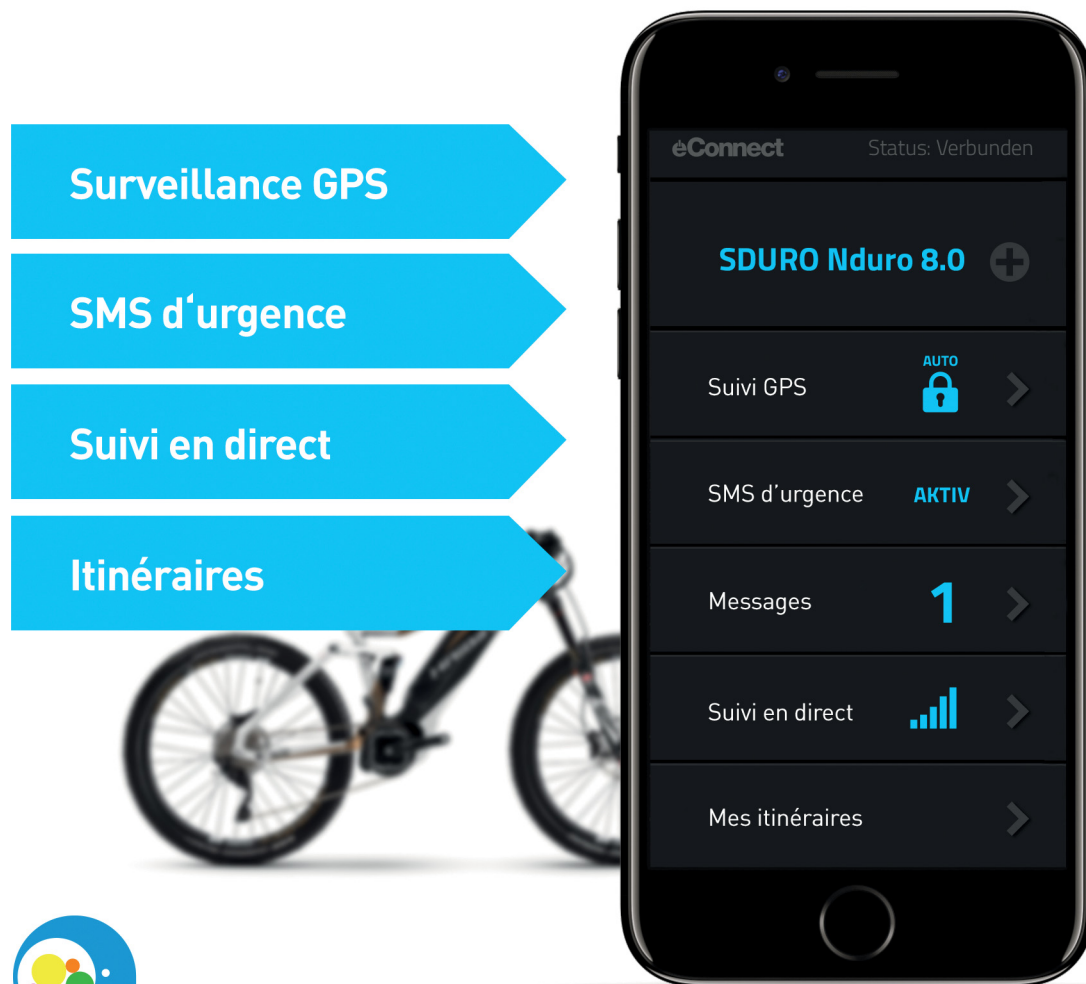 Surveillance GPS
SMS d‘urgence
Suivi en direct
Itinéraires
eConnect
Status: Verbunden
SDURO Nduro 8.0
AUTO
Suivi GPS
SMS d’urgence
AKTIV
Messages
1
Suivi en direct
Mes itinéraires